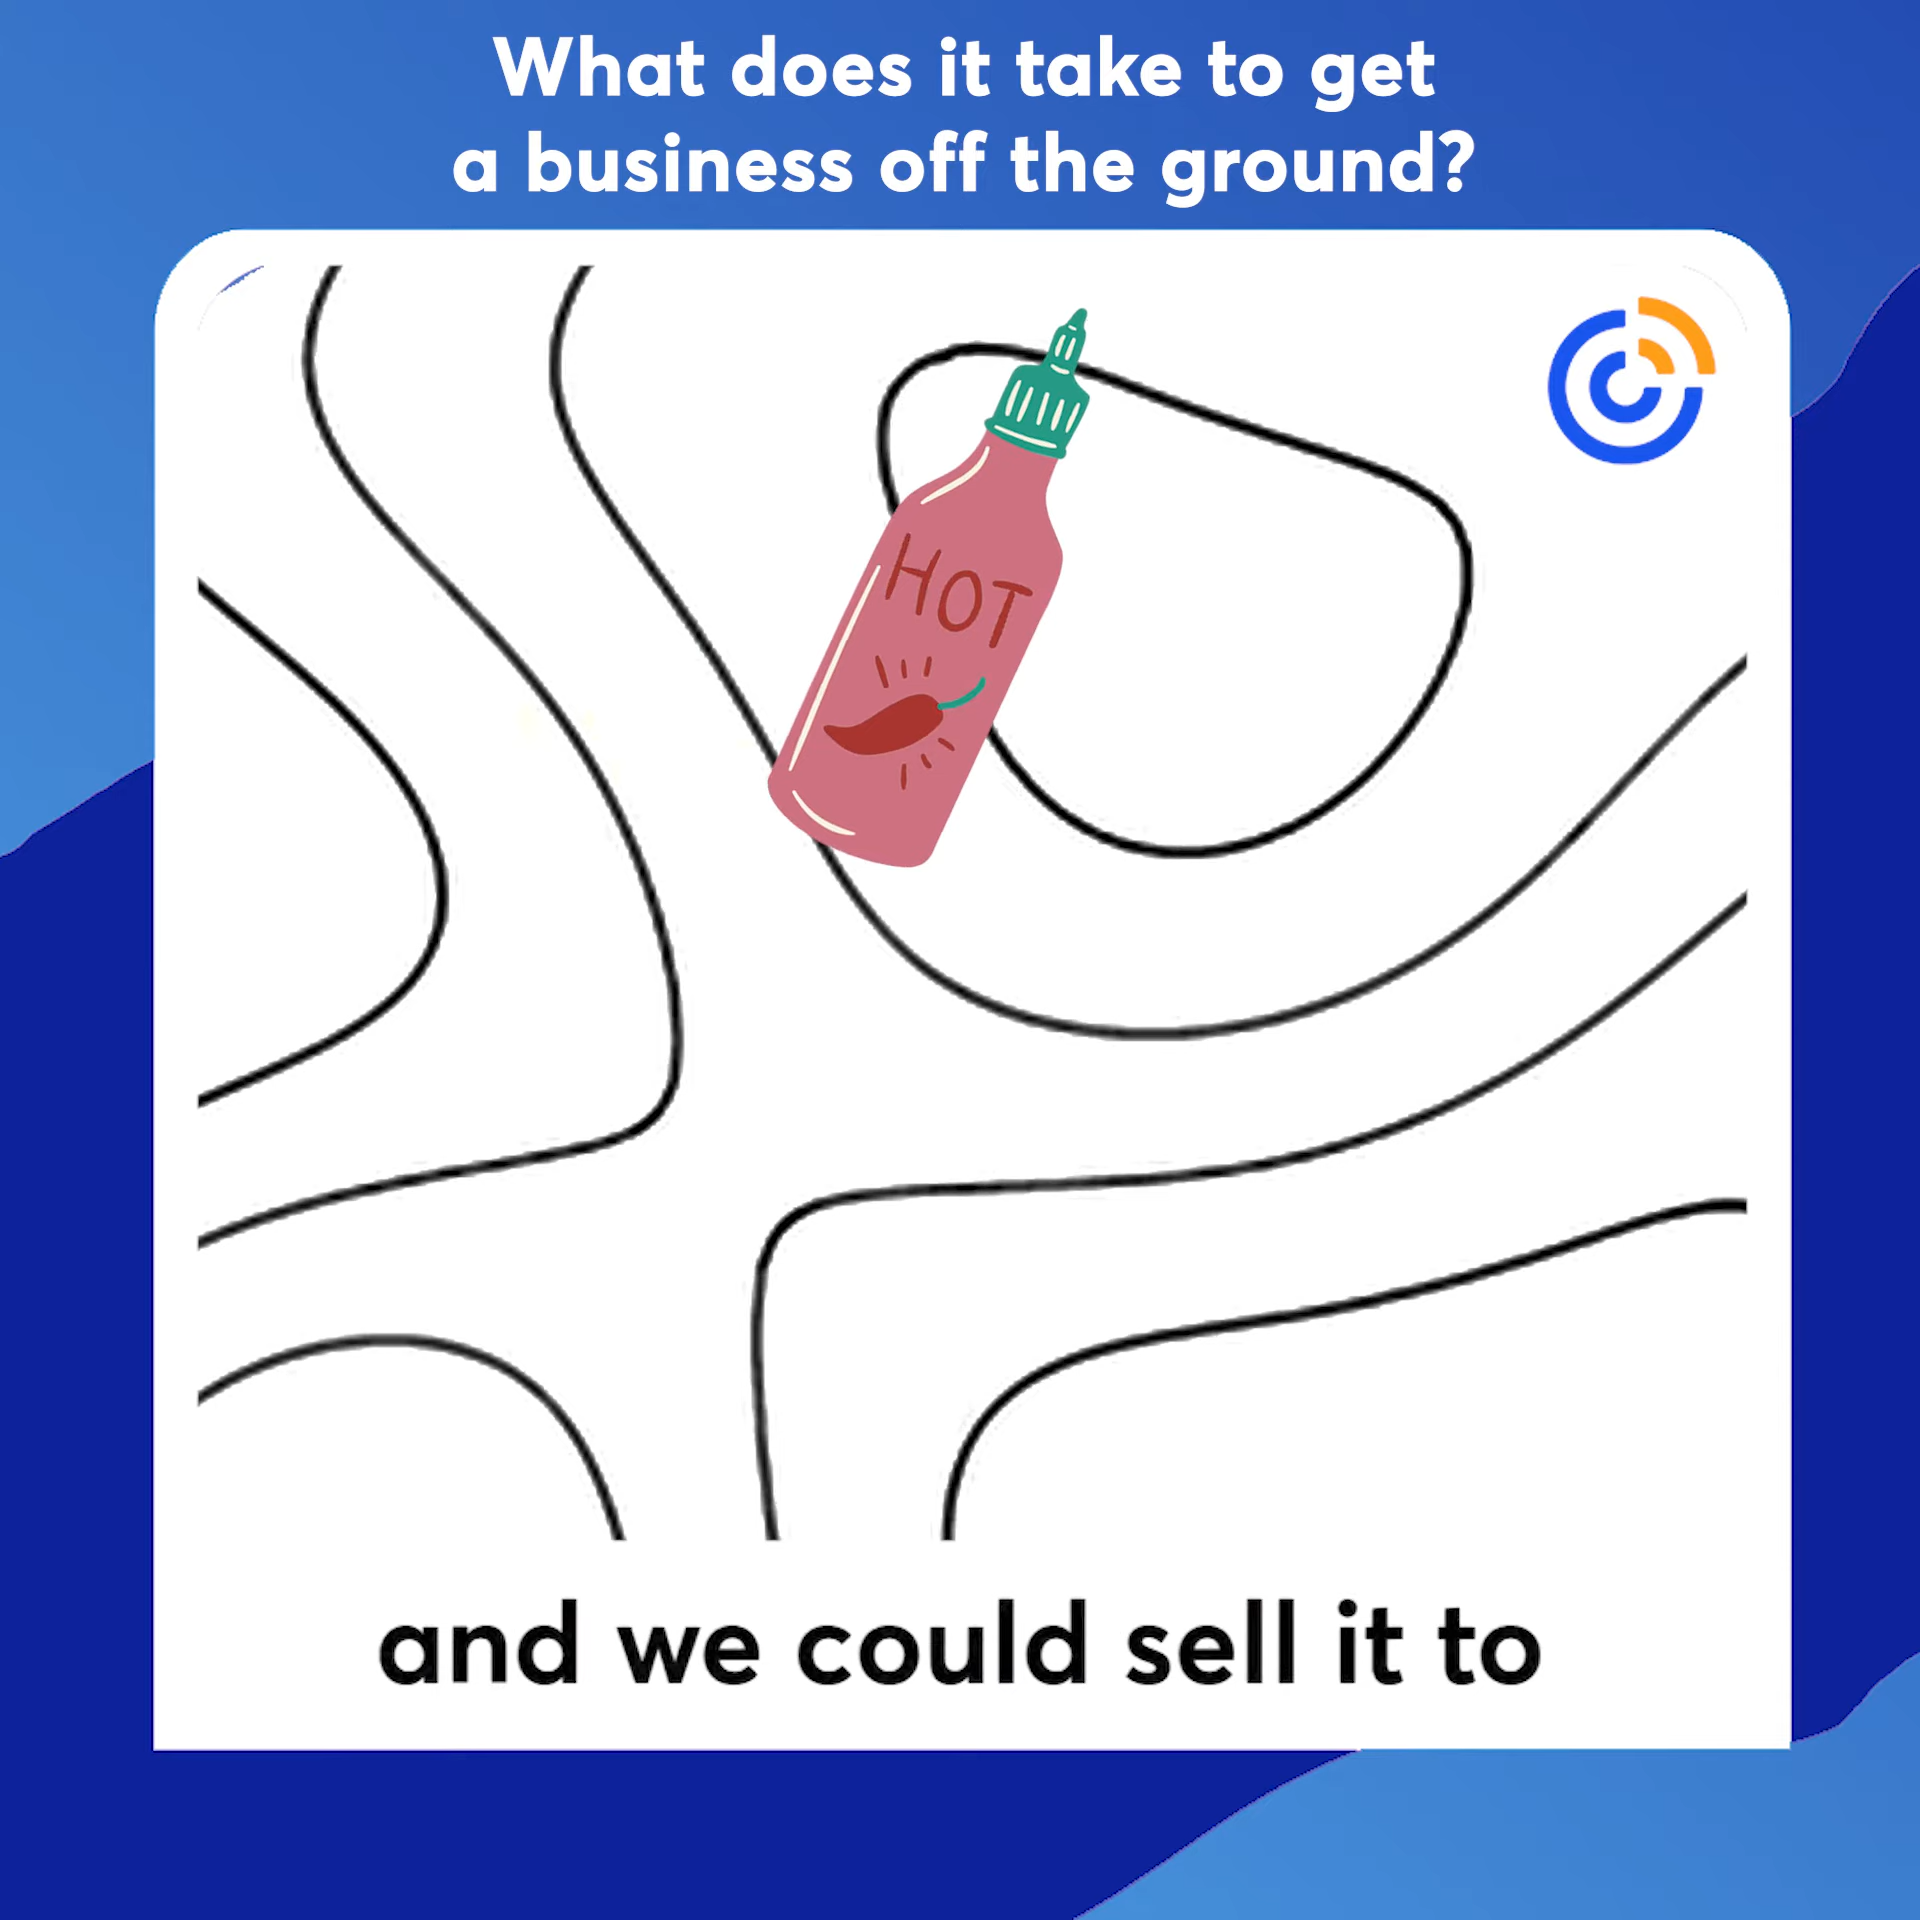 What does it take to get
a business off the ground?
HOT
and we could sell it to